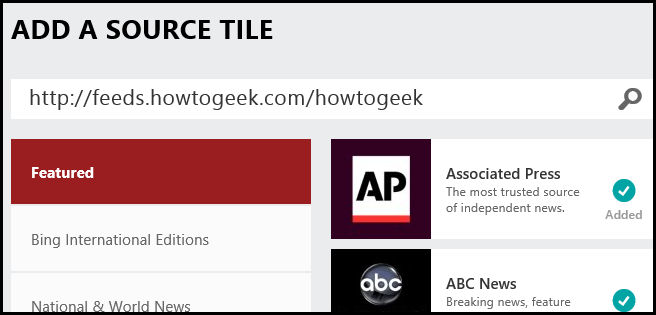 ADD A SOURCE TILE
http://feeds.howtogeek.com/howtogeek
Featured
Bing International Editions
National & World News
AP
Associated Press
The most trusted source
of independent news.
Added
abc
ABC News
Breaking news, feature